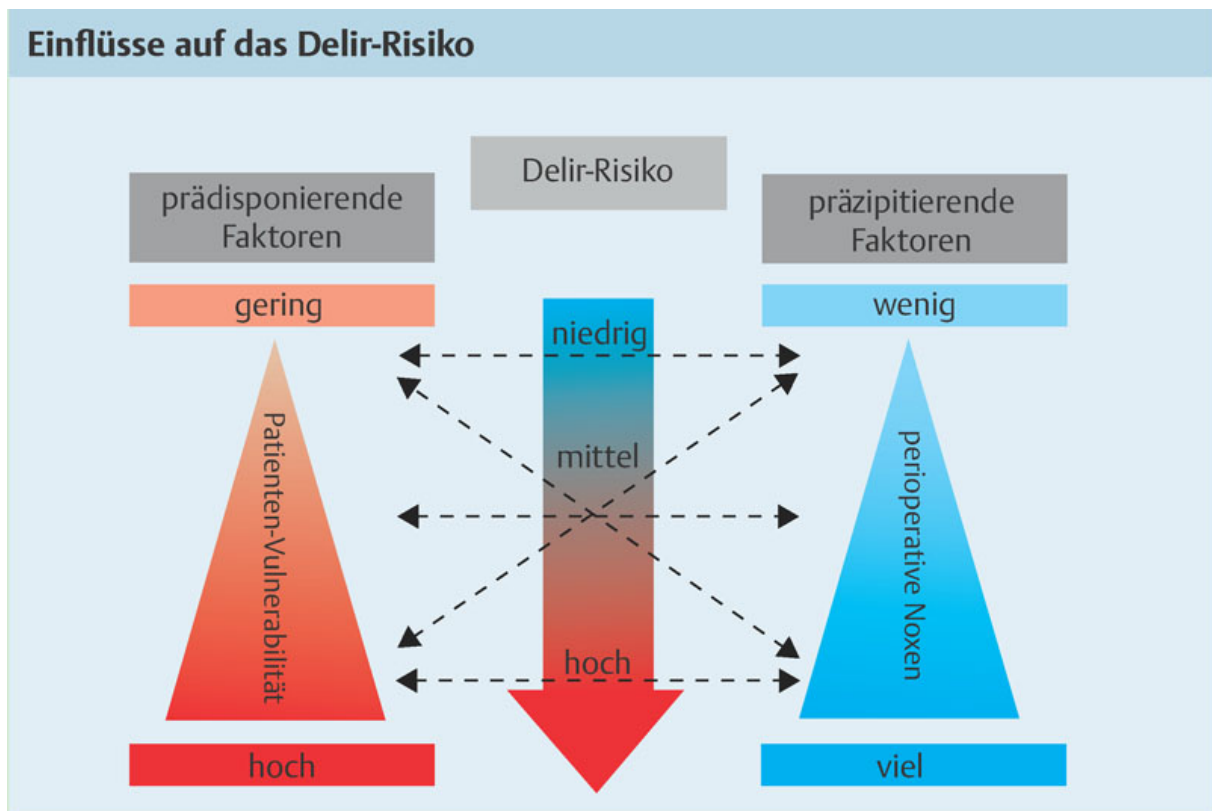 Einflüsse auf das Delir-Risiko
Delir-Risiko
prädisponierende
Faktoren
präzipitierende
Faktoren
gering
wenig
niedrig
mittel
hoch
Patienten-Vulnerabilität
perioperative Noxen
hoch
viel